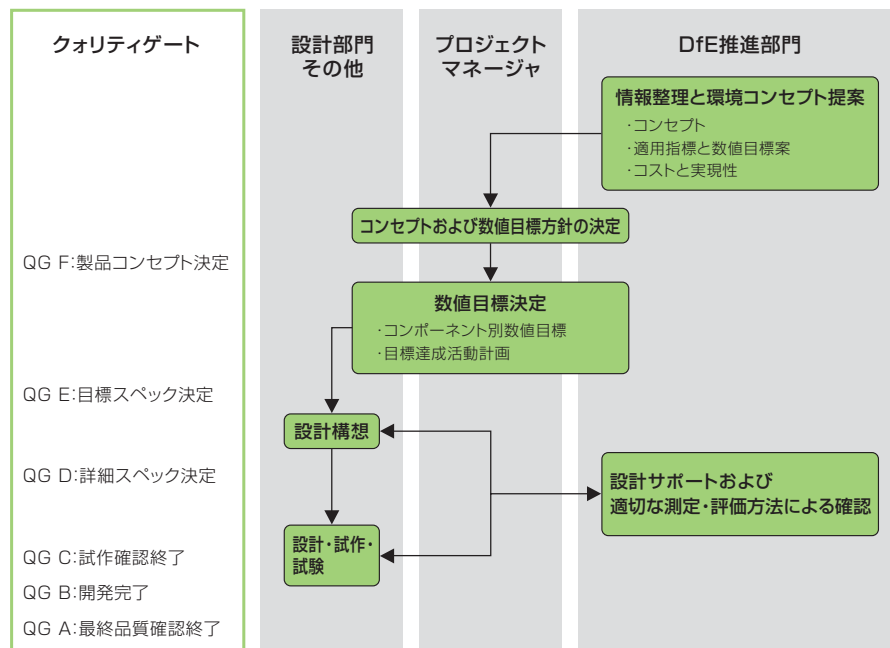 クォリティゲート
設計部門
その他
プロジェクト
マネージャ
DfE推進部門
情報整理と環境コンセプト提案
・コンセプト
・適用指標と数値目標案
・コストと実現性
コンセプトおよび数値目標方針の決定
QG F:製品コンセプト決定
数値目標決定
・コンポーネント別数値目標
・目標達成活動計画
QG E:目標スペック決定
設計構想
QG D:詳細スペック決定
設計サポートおよび
適切な測定・評価方法による確認
設計・試作・
試験
QG C:試作確認終了
QG B:開発完了
QG A:最終品質確認終了